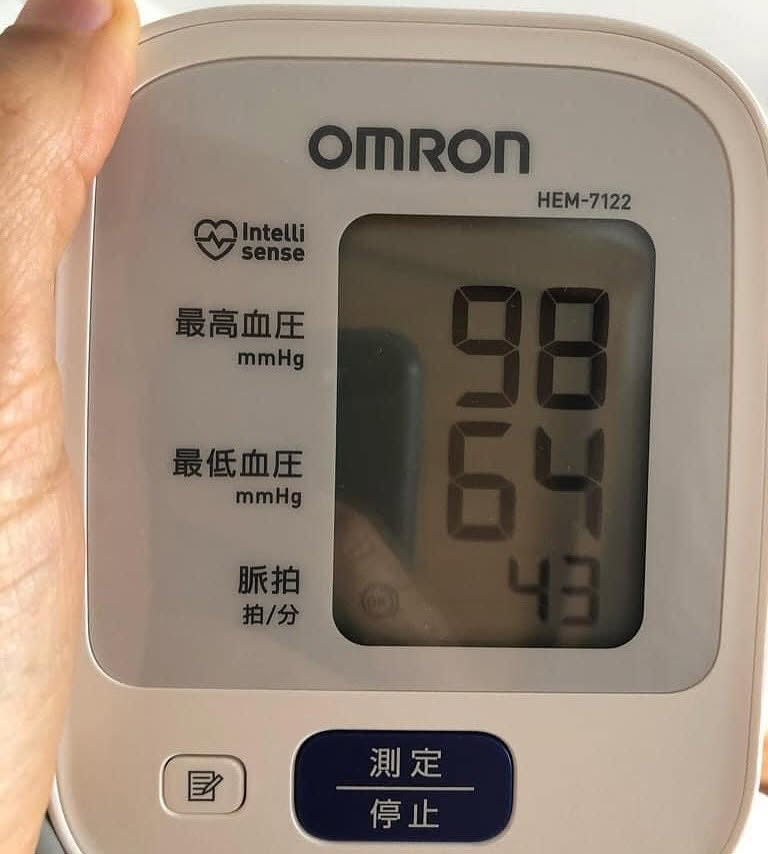 OMRON
HEM-7122
Intelli
sense
最高血圧
mmHg
98
最低血圧
mmHg
64
脈拍
拍/分
43
OK
測定
停止